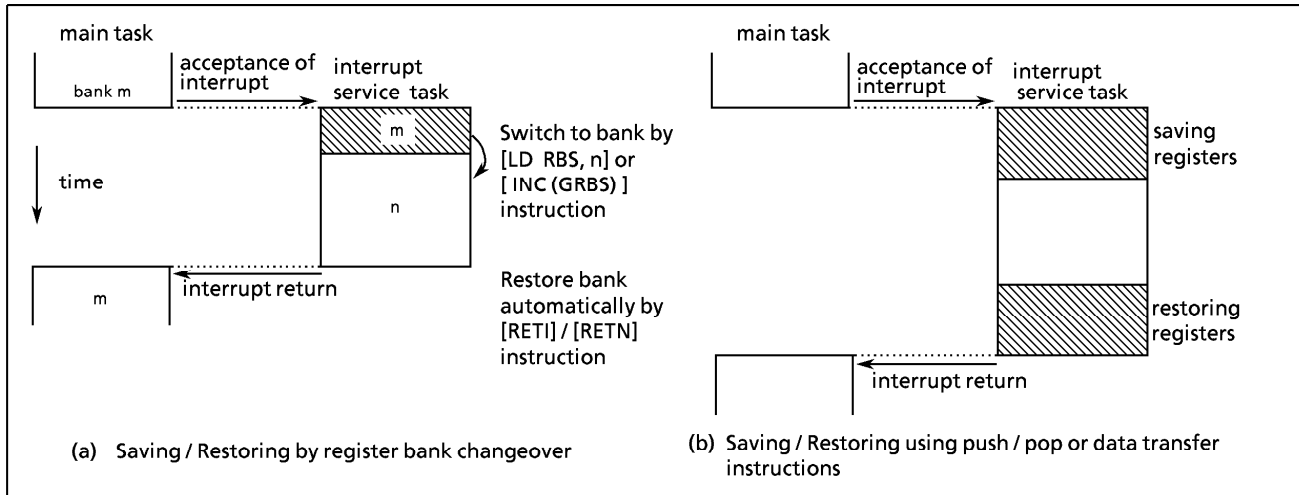 main task
bank m
acceptance of
interrupt
interrupt
service task
m
n
Switch to bank by
[LD RBS, n] or
[ INC (GRBS) ]
instruction
time
interrupt return
m
Restore bank
automatically by
[RETI] / [RETN]
instruction
(a) Saving / Restoring by register bank changeover
main task
acceptance of
interrupt
interrupt
service task
saving
registers
restoring
registers
interrupt return
(b) Saving / Restoring using push / pop or data transfer
instructions